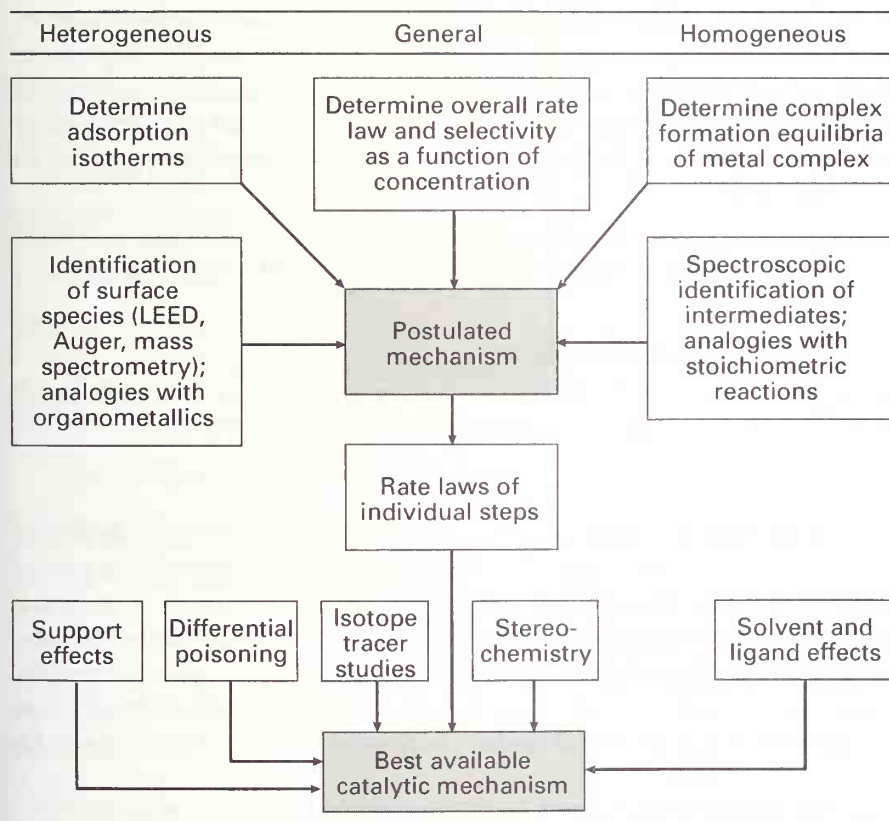 Heterogeneous
General
Homogeneous
Determine
adsorption
isotherms
Determine overall rate
law and selectivity
as a function of
concentration
Determine complex
formation equilibria
of metal complex
Identification
of surface
species (LEED,
Auger, mass
spectrometry);
analogies with
organometallics
Postulated
mechanism
Spectroscopic
identification of
intermediates;
analogies with
stoichiometric
reactions
Rate laws of
individual steps
Support
effects
Differential
poisoning
Isotope
tracer
studies
Stereo-
chemistry
Solvent and
ligand effects
Best available
catalytic mechanism